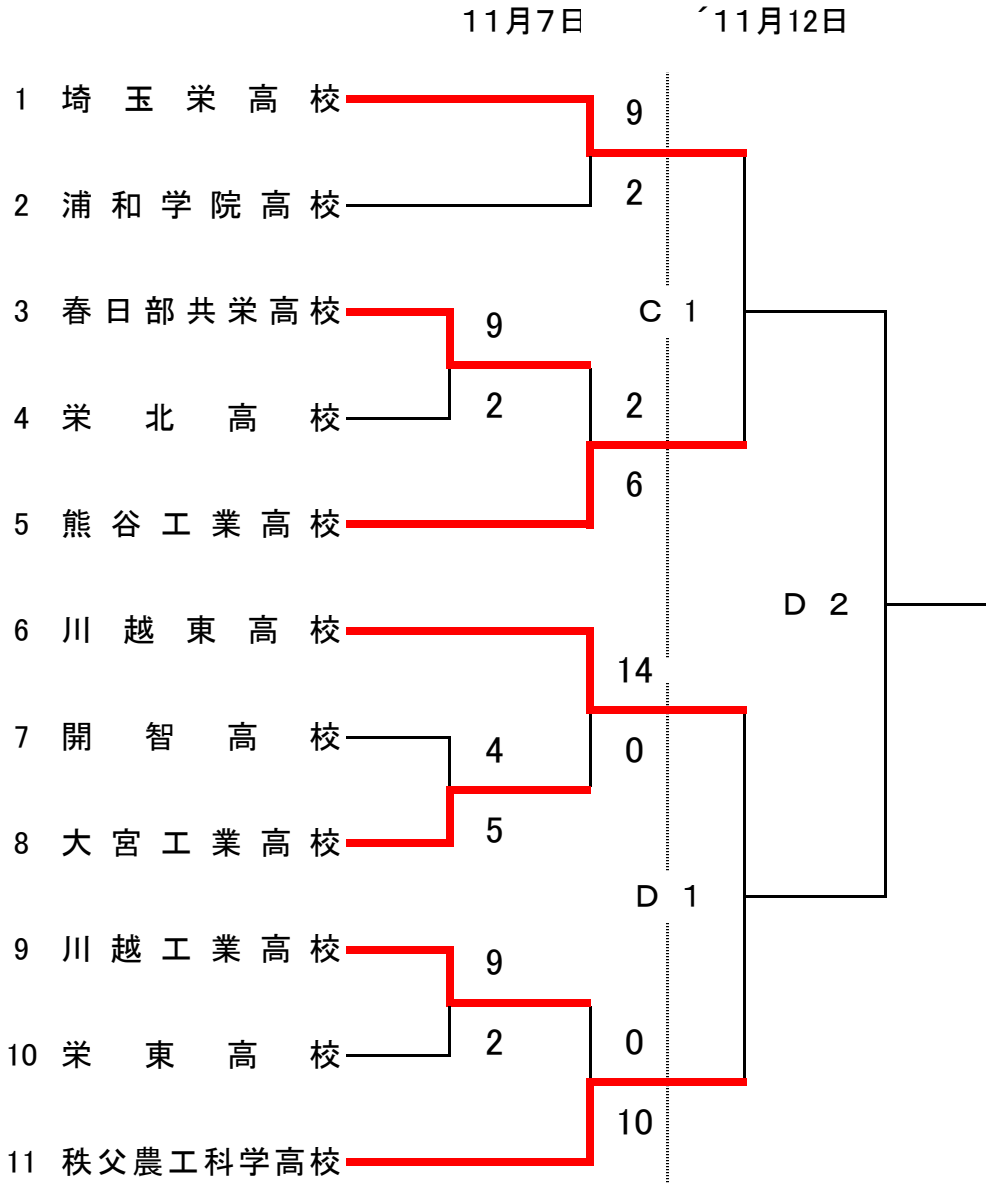 11月7日 ´11月12日
1 埼玉栄高校
9
2
2 浦和学院高校
3 春日部共栄高校
9
C 1
2
2
4 栄北高校
6
5 熊谷工業高校
D 2
6 川越東高校
14
7 開智高校
4
0
5
8 大宮工業高校
D 1
9 川越工業高校
9
2
0
10 栄東高校
10
11 秩父農工科学高校